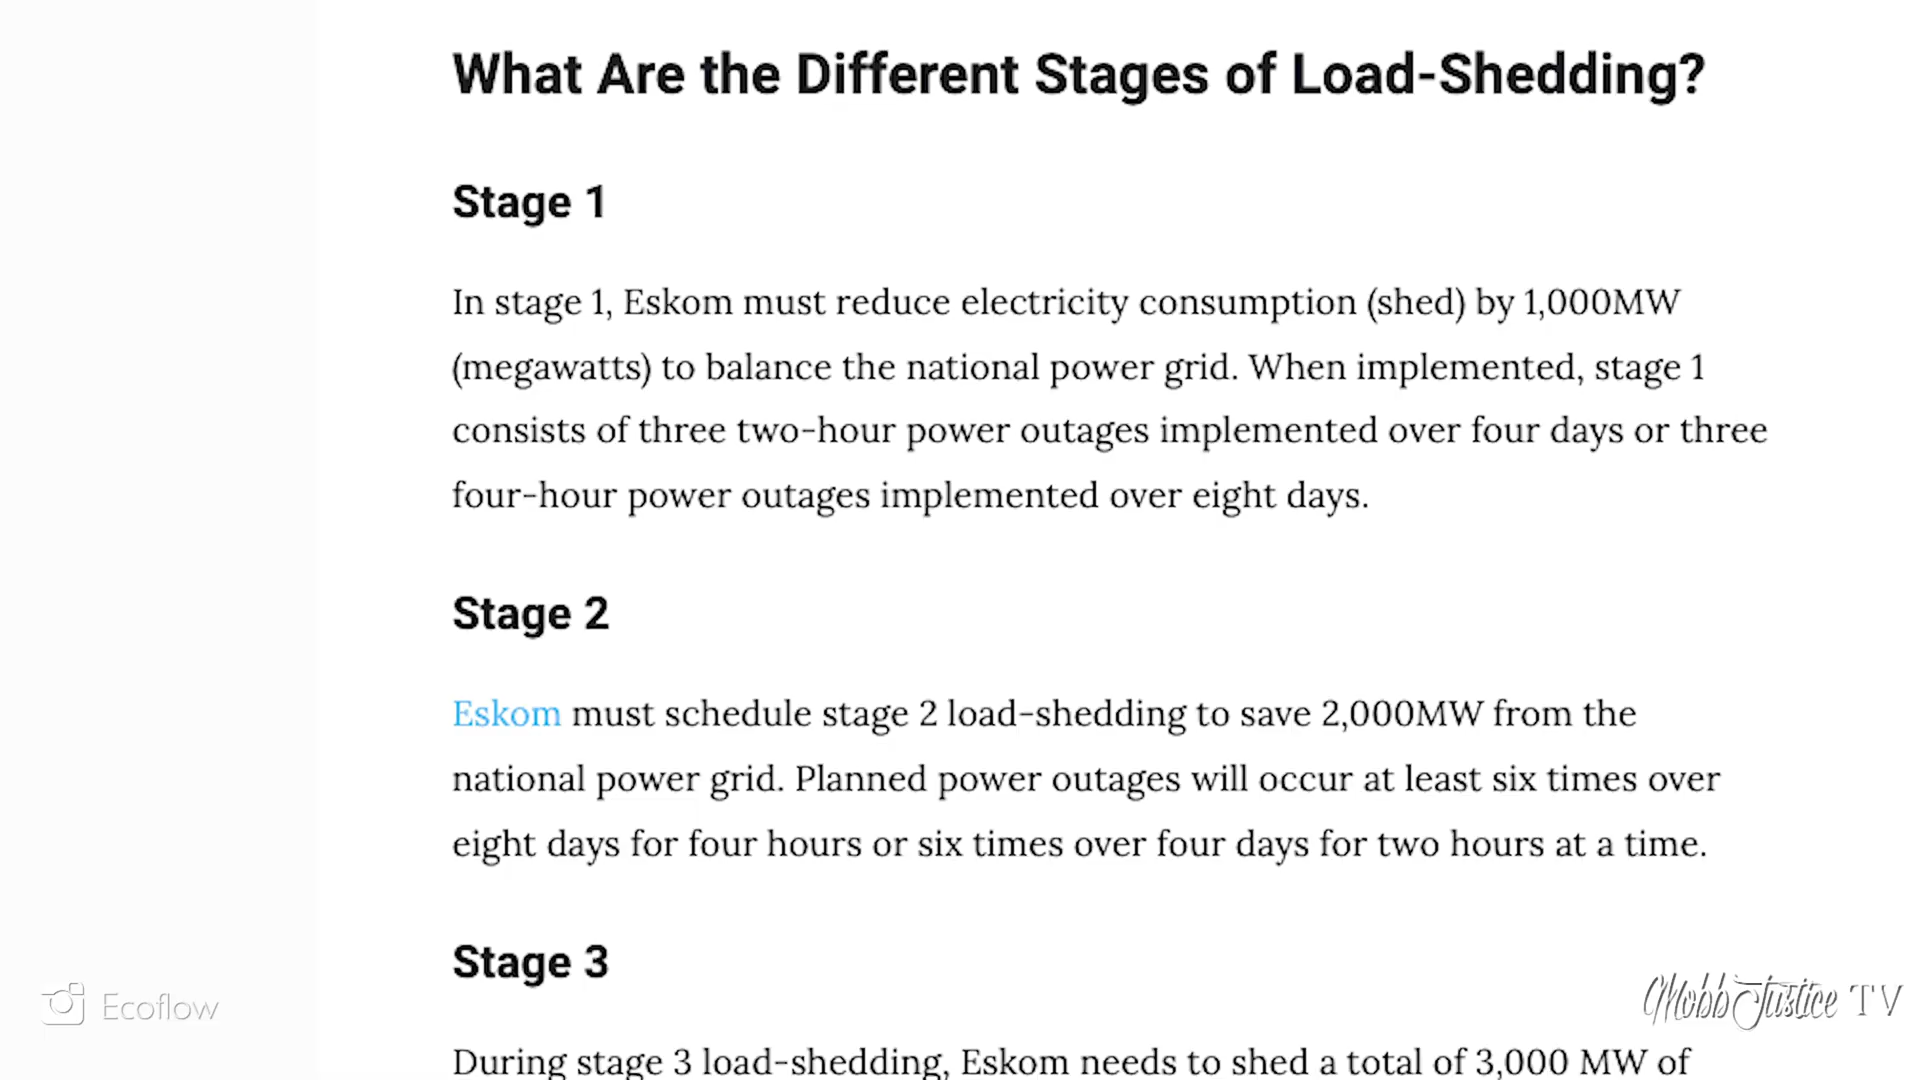 What Are the Different Stages of Load-Shedding?
Stage 1
In stage 1, Eskom must reduce electricity consumption (shed) by 1,000MW
(megawatts) to balance the national power grid. When implemented, stage 1
consists of three two-hour power outages implemented over four days or three
four-hour power outages implemented over eight days.
Stage 2
Eskom must schedule stage 2 load-shedding to save 2,000MW from the
national power grid. Planned power outages will occur at least six times over
eight days for four hours or six times over four days for two hours at a time.
Stage 3
During stage 3 load-shedding, Eskom needs to shed a total of 3,000 MW of
Ecoflow
MobbJustice TV